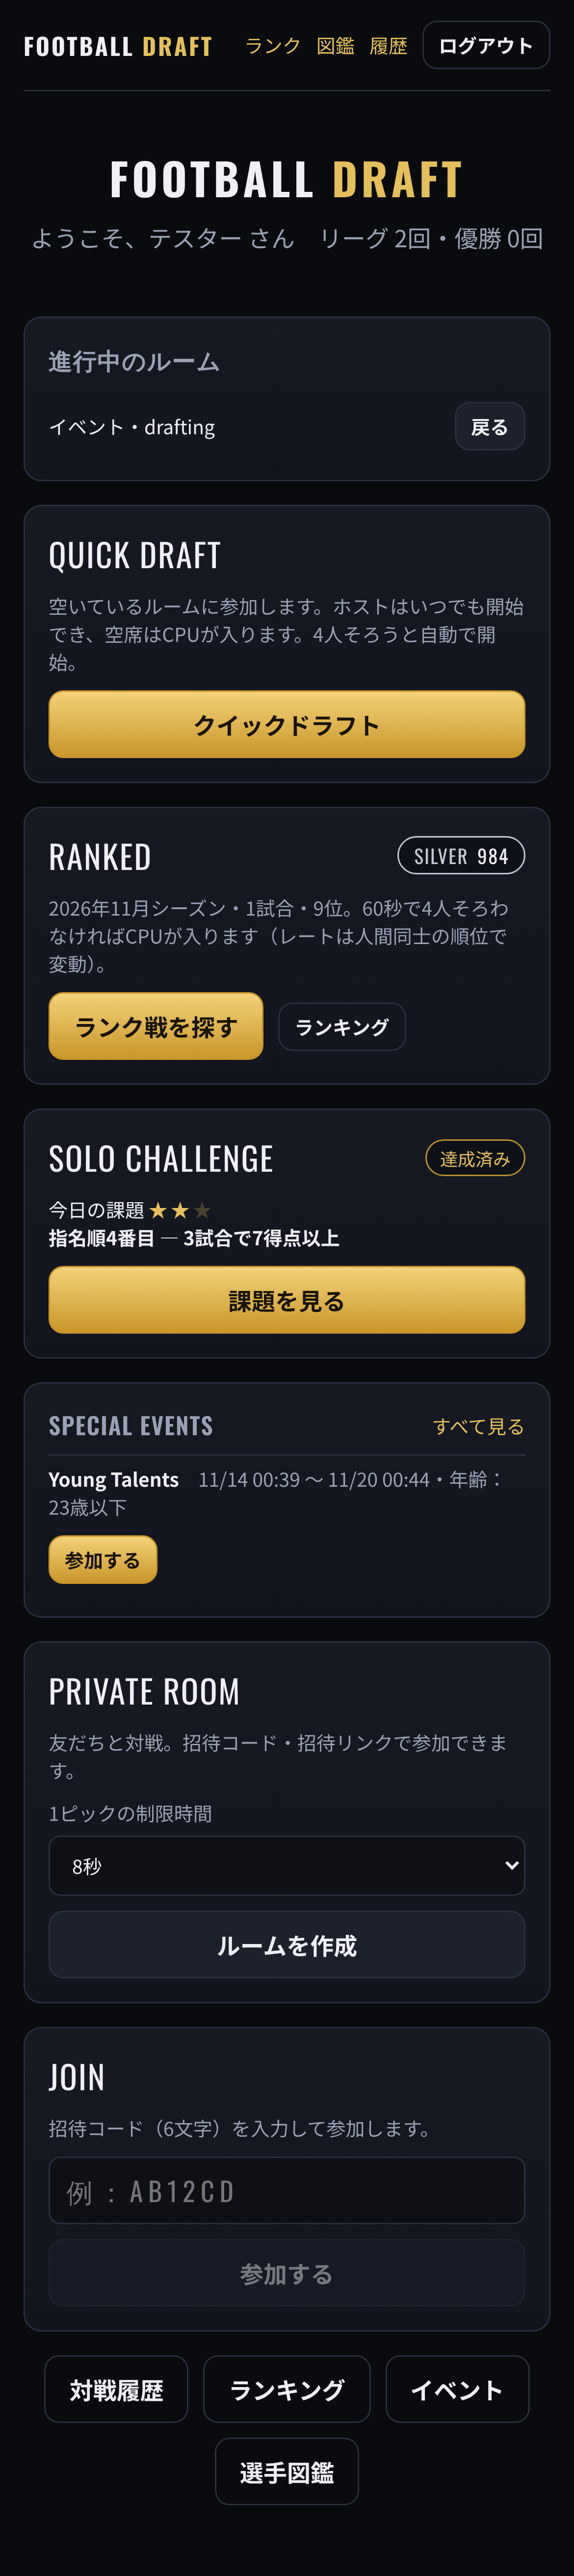 FOOTBALL DRAFT ランク 図鑑 履歴 ログアウト
FOOTBALL DRAFT
ようこそ、テスター さん リーグ 2回・優勝 0回
進行中のルーム
イベント・drafting 戻る
QUICK DRAFT
空いているルームに参加します。ホストはいつでも開始
でき、空席はCPUが入ります。4人そろうと自動で開
始。
クイックドラフト
RANKED SILVER 984
2026年11月シーズン・1試合・9位。60秒で4人そろわ
なければCPUが入ります（レートは人間同士の順位で
変動）。
ランク戦を探す ランキング
SOLO CHALLENGE 達成済み
今日の課題 ★★★
指名順4番目 — 3試合で7得点以上
課題を見る
SPECIAL EVENTS すべて見る
Young Talents 11/14 00:39 〜 11/20 00:44・年齢：
23歳以下
参加する
PRIVATE ROOM
友だちと対戦。招待コード・招待リンクで参加できま
す。
1ピックの制限時間
8秒
ルームを作成
JOIN
招待コード（6文字）を入力して参加します。
例：AB12CD
参加する
対戦履歴 ランキング イベント
選手図鑑